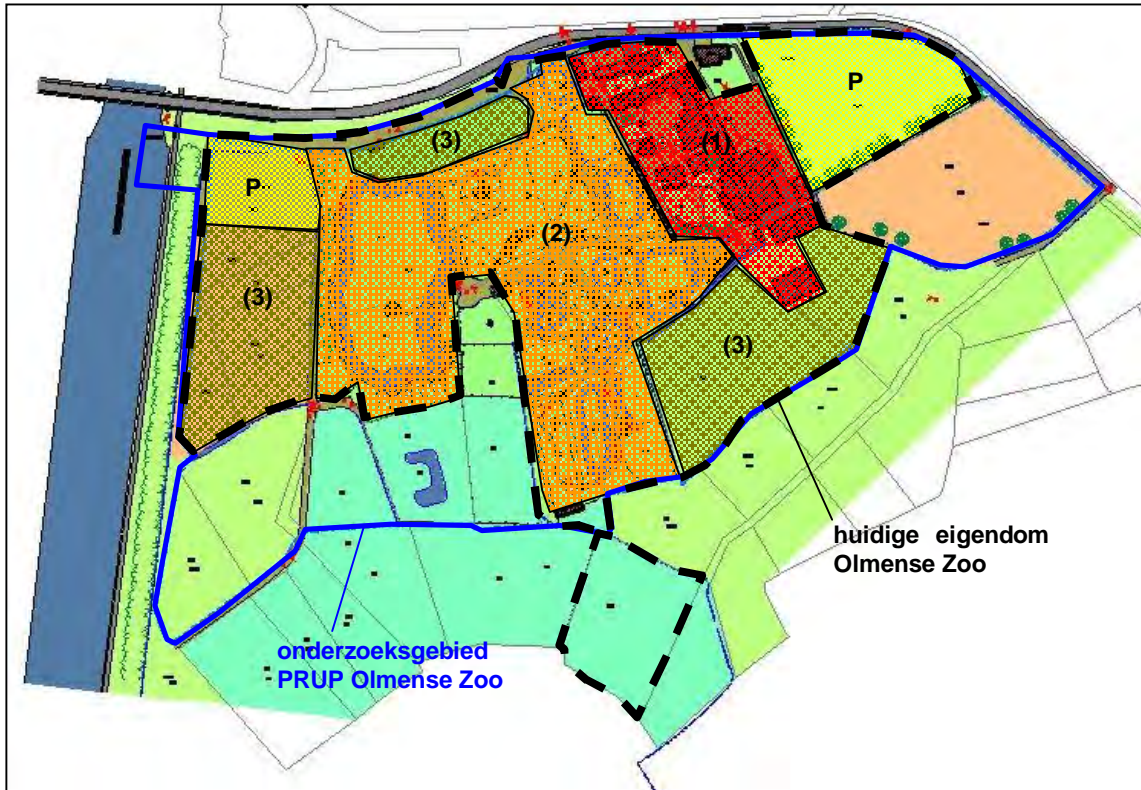 P
(3)
(1)
P
(2)
(3)
(3)
huidige eigendom
Olmense Zoo
onderzoeksgebied
PRUP Olmense Zoo